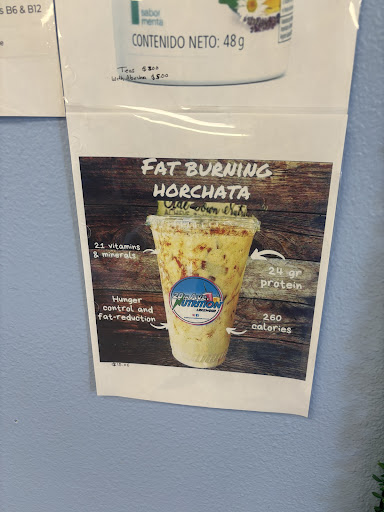 s B6 & B12
sabor
menta
CONTENIDO NETO: 48 g
FAT BURNING
HORCHATA
21 vitamins
& minerals
24 gr
protein
Hunger
control and
fat-reduction
260
calories